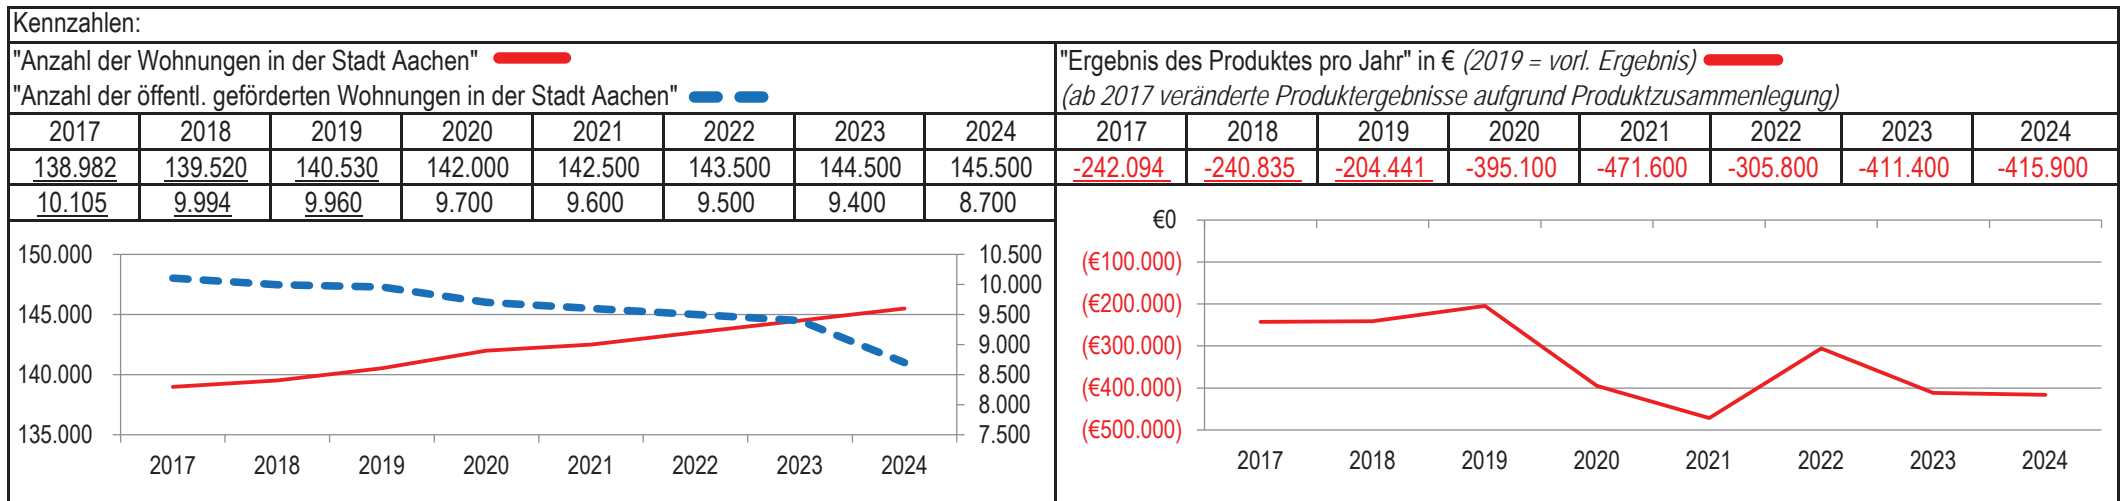 Kennzahlen:
"Anzahl der Wohnungen in der Stadt Aachen"
"Anzahl der öffentl. geförderten Wohnungen in der Stadt Aachen"
2017 2018 2019 2020 2021 2022 2023 2024
138.982 139.520 140.530 142.000 142.500 143.500 144.500 145.500
10.105 9.994 9.960 9.700 9.600 9.500 9.400 8.700
150.000 10.500
10.000
145.000 9.500
9.000
140.000 8.500
8.000
135.000 7.500
2017 2018 2019 2020 2021 2022 2023 2024
"Ergebnis des Produktes pro Jahr" in € (2019 = vorl. Ergebnis)
(ab 2017 veränderte Produktergebnisse aufgrund Produktzusammenlegung)
2017 2018 2019 2020 2021 2022 2023 2024
-242.094 -240.835 -204.441 -395.100 -471.600 -305.800 -411.400 -415.900
€0
(€100.000)
(€200.000)
(€300.000)
(€400.000)
(€500.000)
2017 2018 2019 2020 2021 2022 2023 2024